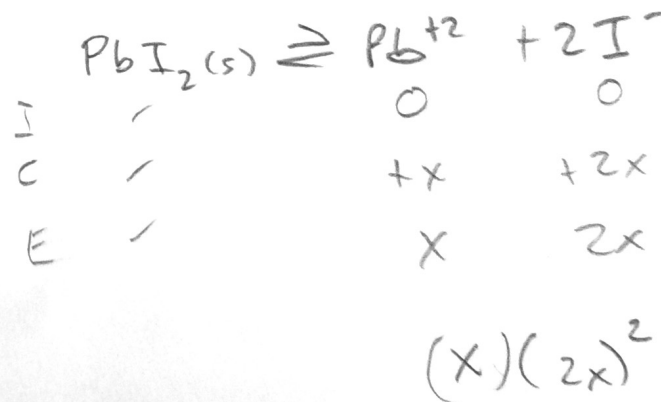 PbI₂(s) ⇌ Pb⁺² + 2I⁻
I - 0 0
C - +x +2x
E - x 2x
(x)(2x)²